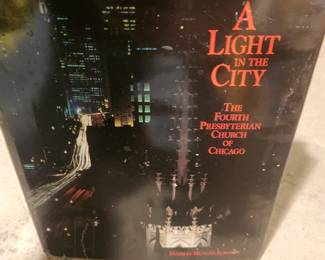 A
LIGHT
IN THE
CITY
THE
FOURTH
PRESBYTERIAN
CHURCH
OF
CHICAGO